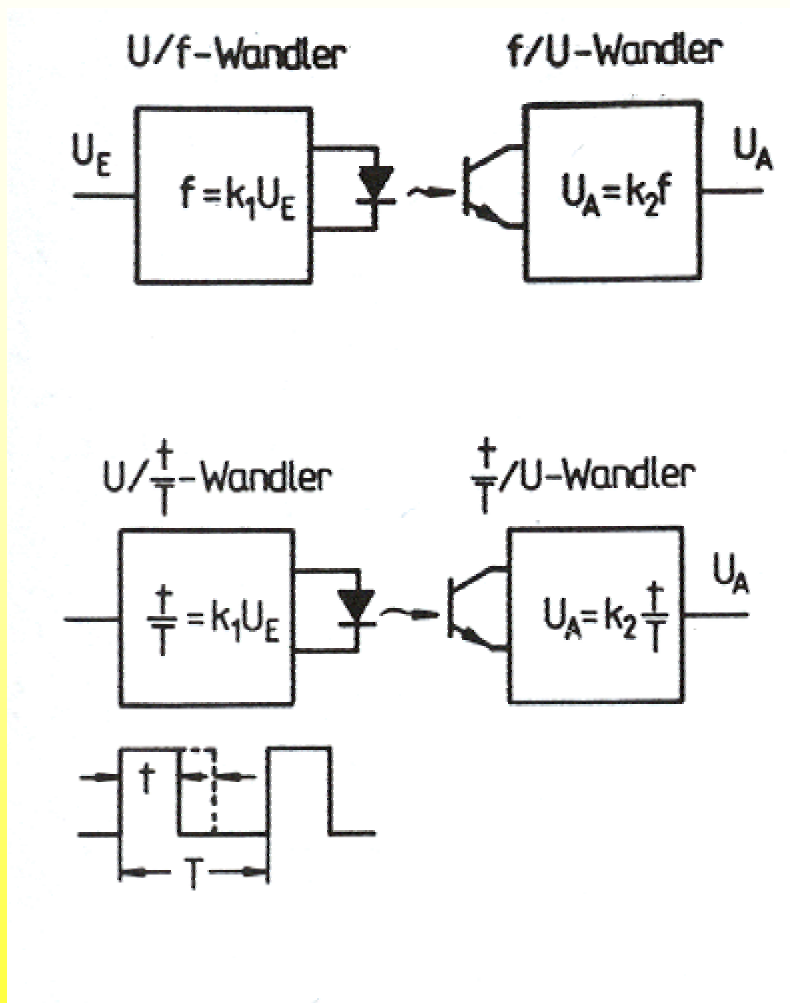 U/f-Wandler f/U-Wandler
U_E f=k₁U_E U_A=k₂f U_A
U/t/T-Wandler t/T/U-Wandler
t/T=k₁U_E U_A=k₂ t/T U_A
t
T